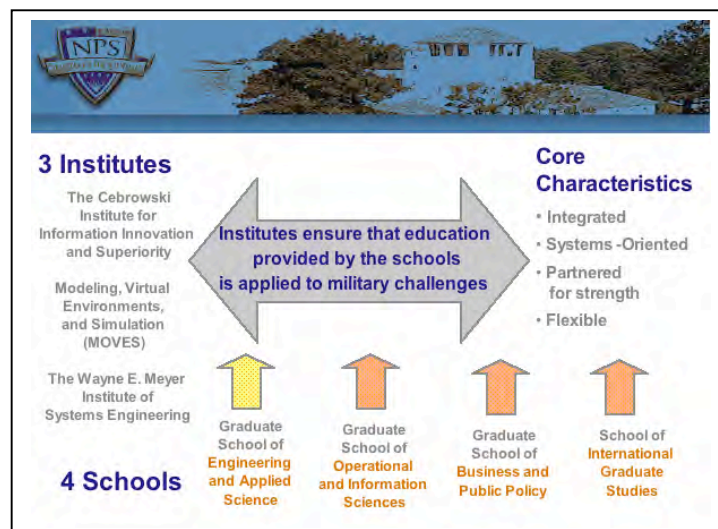 NPS
3 Institutes
The Cebrowski
Institute for
Information Innovation
and Superiority
Modeling, Virtual
Environments,
and Simulation
(MOVES)
The Wayne E. Meyer
Institute of
Systems Engineering
Institutes ensure that education
provided by the schools
is applied to military challenges
Core
Characteristics
• Integrated
• Systems -Oriented
• Partnered
for strength
• Flexible
4 Schools
Graduate
School of
Engineering
and Applied
Science
Graduate
School of
Operational
and Information
Sciences
Graduate
School of
Business and
Public Policy
School of
International
Graduate
Studies